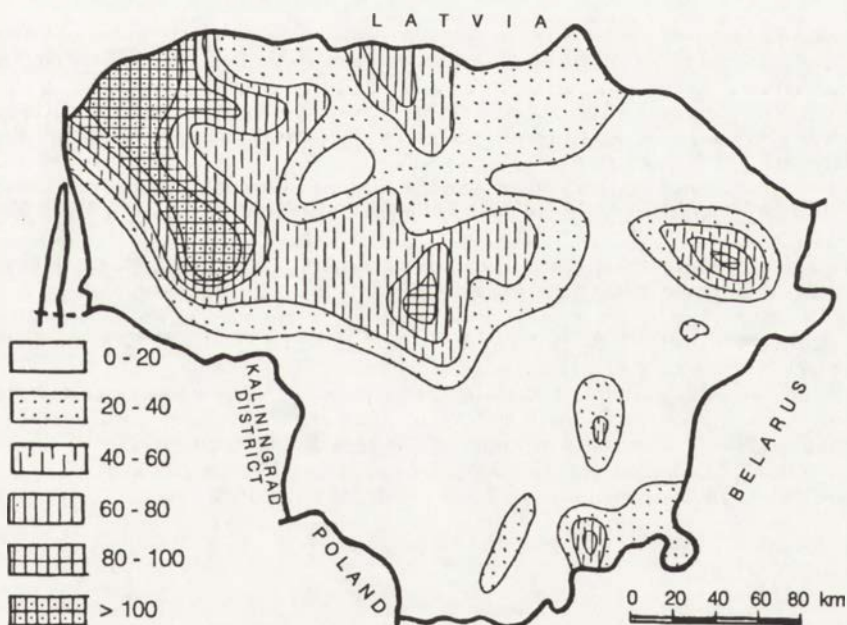 L A T V I A
0 - 20
20 - 40
40 - 60
60 - 80
80 - 100
> 100
KALININGRAD
DISTRICT
POLAND
BELARUS
0 20 40 60 80 km